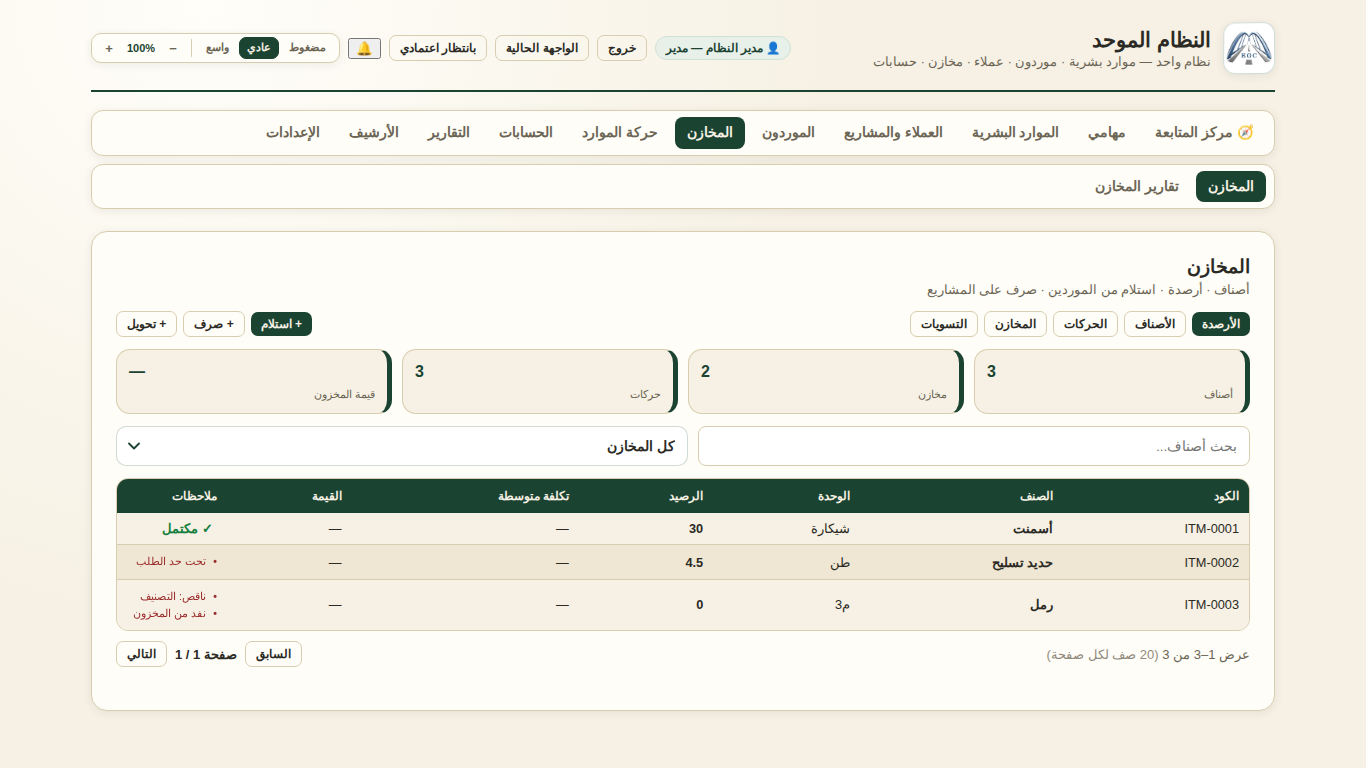 ROC
النظام الموحد
نظام واحد — موارد بشرية · موردون · عملاء · مخازن · حسابات
👤 مدير النظام — مدير
خروج
الواجهة الحالية
بانتظار اعتمادي
🔔
مضغوط عادي واسع
− 100% +
🧭 مركز المتابعة مهامي الموارد البشرية العملاء والمشاريع الموردون المخازن حركة الموارد الحسابات التقارير الأرشيف الإعدادات
المخازن تقارير المخازن
المخازن
أصناف · أرصدة · استلام من الموردين · صرف على المشاريع
الأرصدة الأصناف الحركات المخازن التسويات
+ استلام + صرف + تحويل
3
أصناف
2
مخازن
3
حركات
—
قيمة المخزون
بحث أصناف...
كل المخازن
الكود الصنف الوحدة الرصيد تكلفة متوسطة القيمة ملاحظات
ITM-0001 أسمنت شيكارة 30 — — ✓ مكتمل
ITM-0002 حديد تسليح طن 4.5 — — • تحت حد الطلب
ITM-0003 رمل م3 0 — — • ناقص: التصنيف
• نفد من المخزون
عرض 1–3 من 3 (20 صف لكل صفحة)
السابق صفحة 1 / 1 التالي